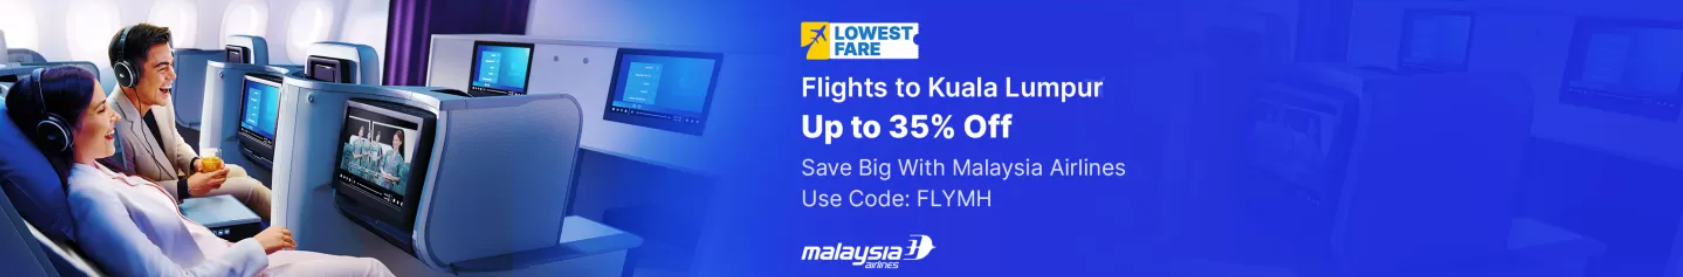 LOWEST
FARE
Flights to Kuala Lumpur
Up to 35% Off
Save Big With Malaysia Airlines
Use Code: FLYMH
malaysia
airlines